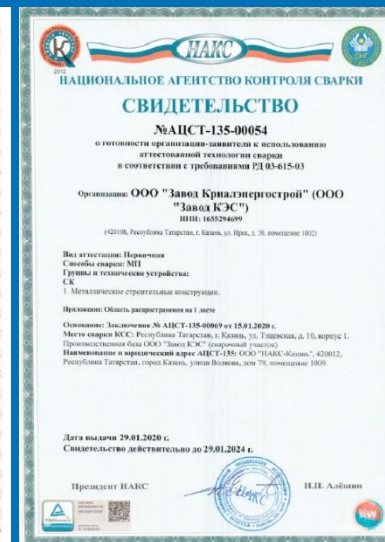 НАКС
2012
НАЦИОНАЛЬНОЕ АГЕНТСТВО КОНТРОЛЯ СВАРКИ
СВИДЕТЕЛЬСТВО
№АЦСТ-135-00054
о готовности организации-заявителя к использованию
аттестованной технологии сварки
в соответствии с требованиями РД 03-615-03
Организация: ООО "Завод Криалэнергострой" (ООО
"Завод КЭС")
ИНН: 1655294699
(420108, Республика Татарстан, г. Казань, ул. , д. 30, помещение 1002)
Вид аттестации: Первичная
Способы сварки: МП
Группы и технические устройства:
СК
1. Металлические строительные конструкции.
Приложение: Область распространения на 1 листе
Основание: Заключение № АЦСТ-135-00069 от 15.01.2020 г.
Место сварки КСС: Республика Татарстан, г. Казань, ул. , д. 10, корпус 1.
Производственная база ООО "Завод КЭС" (сварочный участок)
Наименование и юридический адрес АЦСТ-135: ООО "НАКС-Казань", 420012,
Республика Татарстан, город Казань, улица , дом 79, помещение 1009.
Дата выдачи 29.01.2020 г.
Свидетельство действительно до 29.01.2024 г.
Президент НАКС
Н.П. Алёшин
НАКС
iiw